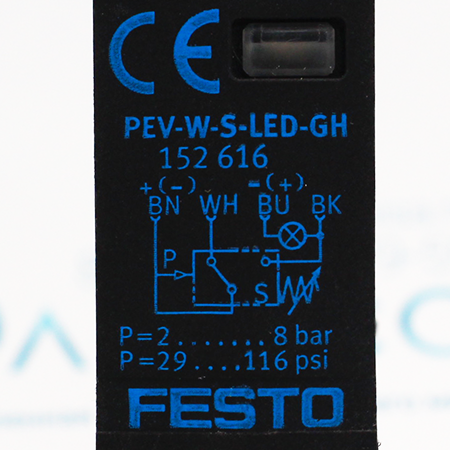 CE
PEV-W-S-LED-GH
152 616
+(-) -(+)
BN WH BU BK
P
S
P=2.......8 bar
P=29....116 psi
FESTO